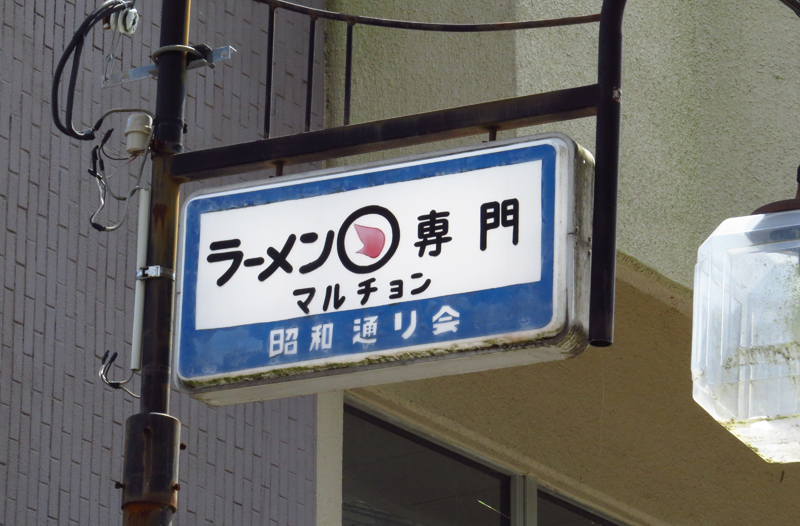 ラーメン専門
マルチョン
昭和通り会